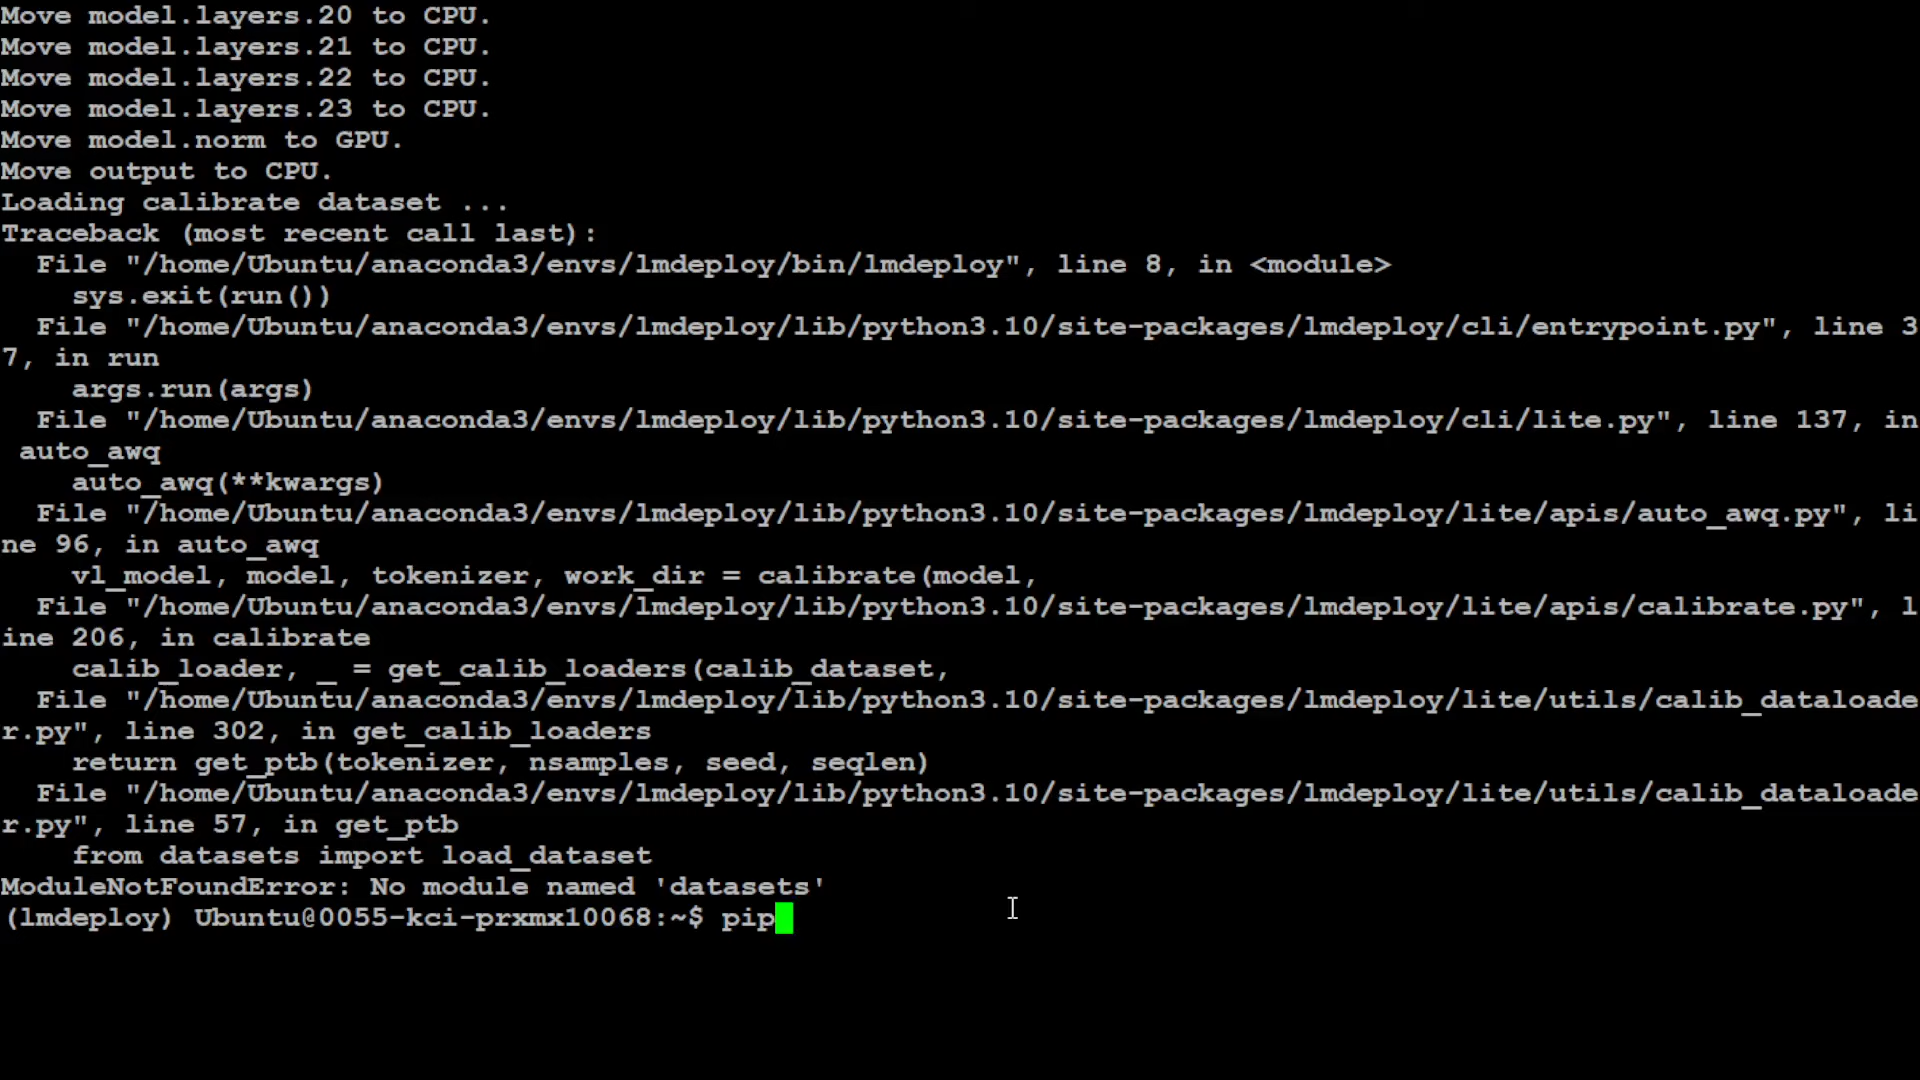 Move model.layers.20 to CPU.
Move model.layers.21 to CPU.
Move model.layers.22 to CPU.
Move model.layers.23 to CPU.
Move model.norm to GPU.
Move output to CPU.
Loading calibrate dataset ...
Traceback (most recent call last):
  File "/home/Ubuntu/anaconda3/envs/lmdeploy/bin/lmdeploy", line 8, in <module>
    sys.exit(run())
  File "/home/Ubuntu/anaconda3/envs/lmdeploy/lib/python3.10/site-packages/lmdeploy/cli/entrypoint.py", line 3
7, in run
    args.run(args)
  File "/home/Ubuntu/anaconda3/envs/lmdeploy/lib/python3.10/site-packages/lmdeploy/cli/lite.py", line 137, in
 auto_awq
    auto_awq(**kwargs)
  File "/home/Ubuntu/anaconda3/envs/lmdeploy/lib/python3.10/site-packages/lmdeploy/lite/apis/auto_awq.py", li
ne 96, in auto_awq
    vl_model, model, tokenizer, work_dir = calibrate(model,
  File "/home/Ubuntu/anaconda3/envs/lmdeploy/lib/python3.10/site-packages/lmdeploy/lite/apis/calibrate.py", l
ine 206, in calibrate
    calib_loader, _ = get_calib_loaders(calib_dataset,
  File "/home/Ubuntu/anaconda3/envs/lmdeploy/lib/python3.10/site-packages/lmdeploy/lite/utils/calib_dataloade
r.py", line 302, in get_calib_loaders
    return get_ptb(tokenizer, nsamples, seed, seqlen)
  File "/home/Ubuntu/anaconda3/envs/lmdeploy/lib/python3.10/site-packages/lmdeploy/lite/utils/calib_dataloade
r.py", line 57, in get_ptb
    from datasets import load_dataset
ModuleNotFoundError: No module named 'datasets'
(lmdeploy) Ubuntu@0055-kci-prxmx10068:~$ pip